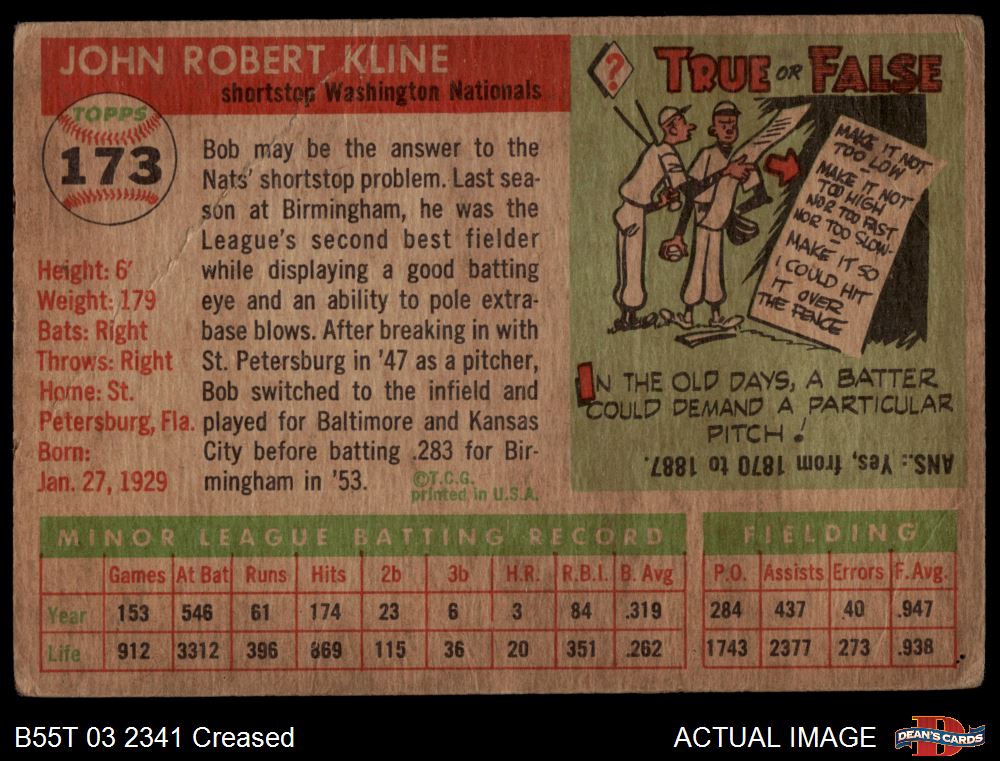 JOHN ROBERT KLINE
shortstop Washington Nationals
TOPPS
173
Height: 6'
Weight: 179
Bats: Right
Throws: Right
Home: St.
Petersburg, Fla.
Born:
Jan. 27, 1929
Bob may be the answer to the
Nats' shortstop problem. Last sea-
son at Birmingham, he was the
League's second best fielder
while displaying a good batting
eye and an ability to pole extra-
base blows. After breaking in with
St. Petersburg in '47 as a pitcher,
Bob switched to the infield and
played for Baltimore and Kansas
City before batting .283 for Bir-
mingham in '53.
©T.C.G.
printed in U.S.A.
?
TRUE OR FALSE
MAKE IT NOT
TOO LOW
MAKE IT NOT
TOO HIGH
NOR TOO FAST
NOR TOO SLOW-
MAKE IT SO
I COULD HIT
IT OVER
THE FENCE
IN THE OLD DAYS, A BATTER
COULD DEMAND A PARTICULAR
PITCH!
ANS.: Yes, from 1870 to 1887.
MINOR LEAGUE BATTING RECORD
Games At Bat Runs Hits 2b 3b H.R. R.B.I. B. Avg
Year 153 546 61 174 23 6 3 84 .319
Life 912 3312 396 869 115 36 20 351 .262
FIELDING
P.O. Assists Errors F. Avg.
284 437 40 .947
1743 2377 273 .938
B55T 03 2341 Creased
ACTUAL IMAGE
DEAN'S CARDS